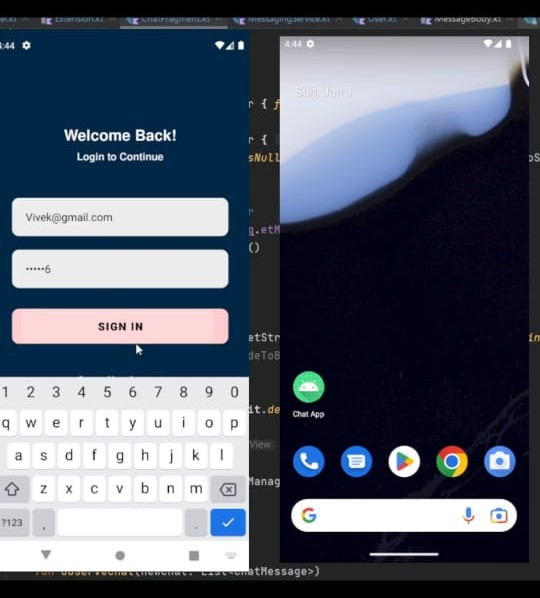 Extension.kt ChatFragment.kt MessagingService.kt User.kt MessageBody.kt
4:44
Welcome Back!
Login to Continue
Vivek@gmail.com
•••••6
SIGN IN
1 2 3 4 5 6 7 8 9 0
q w e r t y u i o p
a s d f g h j k l
z x c v b n m
?123 , .
4:44
Sun, Jan 1
Chat App
r {
r {
sNull
.etM
()
etStr
deToB
it.de
View
Manag
fun observeChat(newChat: List<ChatMessage>)